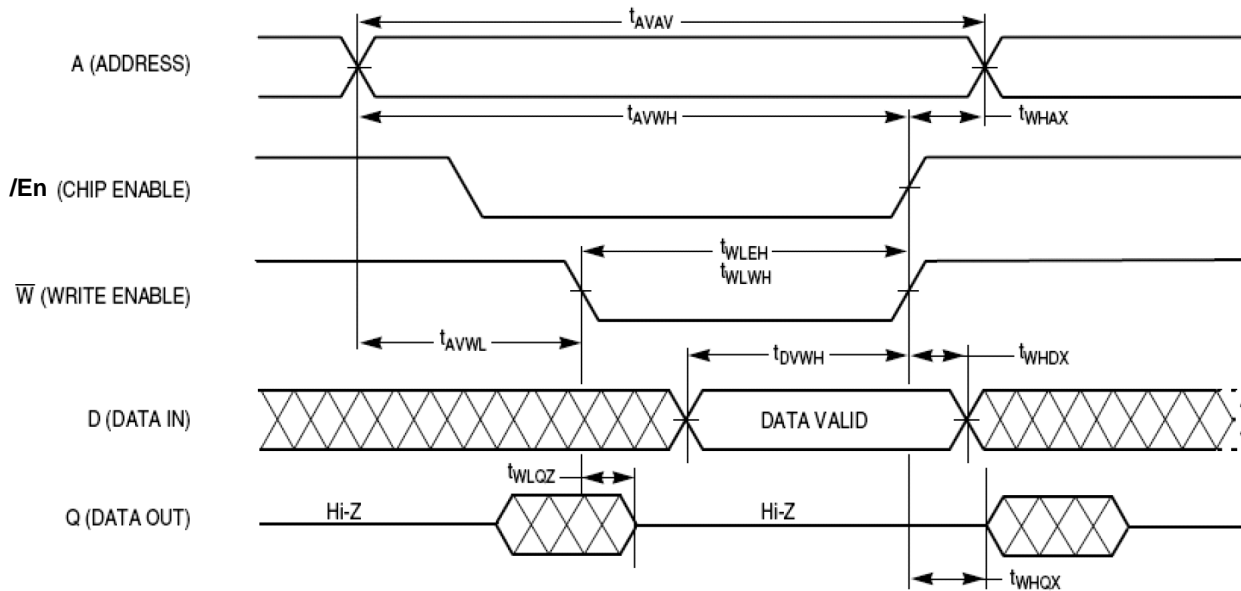 tAVAV
A (ADDRESS)
tAVWH
tWHAX
/En (CHIP ENABLE)
tWLEH
tWLWH
W̅ (WRITE ENABLE)
tAVWL
tDVWH
tWHDX
D (DATA IN)
DATA VALID
tWLQZ
Q (DATA OUT)
Hi-Z
Hi-Z
tWHQX